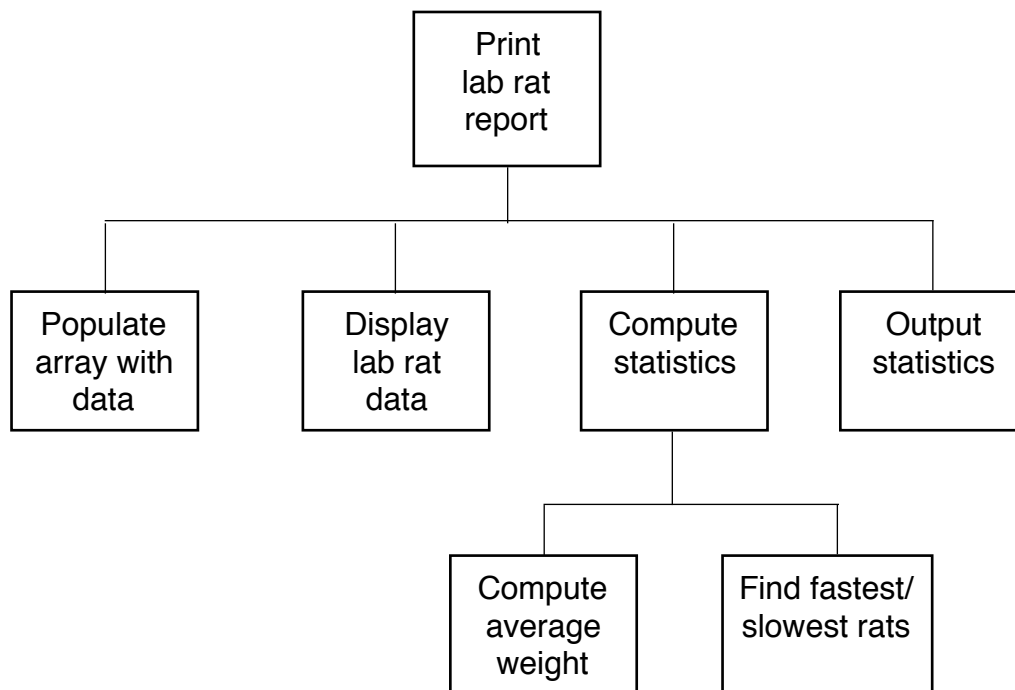 Print
lab rat
report
Populate
array with
data
Display
lab rat
data
Compute
statistics
Output
statistics
Compute
average
weight
Find fastest/
slowest rats